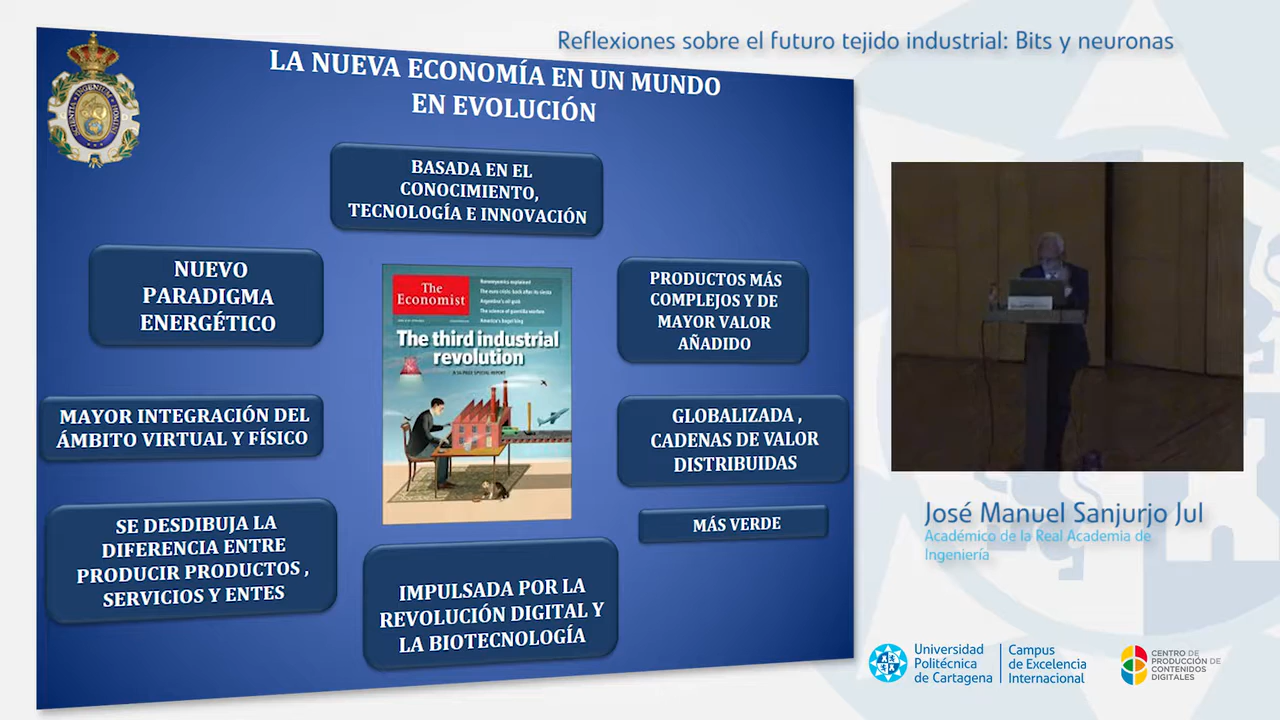 Reflexiones sobre el futuro tejido industrial: Bits y neuronas
LA NUEVA ECONOMÍA EN UN MUNDO
EN EVOLUCIÓN
BASADA EN EL
CONOCIMIENTO,
TECNOLOGÍA E INNOVACIÓN
NUEVO
PARADIGMA
ENERGÉTICO
The
Economist
The third industrial
revolution
PRODUCTOS MÁS
COMPLEJOS Y DE
MAYOR VALOR
AÑADIDO
MAYOR INTEGRACIÓN DEL
ÁMBITO VIRTUAL Y FÍSICO
GLOBALIZADA ,
CADENAS DE VALOR
DISTRIBUIDAS
SE DESDIBUJA LA
DIFERENCIA ENTRE
PRODUCIR PRODUCTOS ,
SERVICIOS Y ENTES
MÁS VERDE
IMPULSADA POR LA
REVOLUCIÓN DIGITAL Y
LA BIOTECNOLOGÍA
José Manuel Sanjurjo Jul
Académico de la Real Academia de
Ingeniería
Universidad
Politécnica
de Cartagena
Campus
de Excelencia
Internacional
CENTRO DE
PRODUCCIÓN DE
CONTENIDOS
DIGITALES